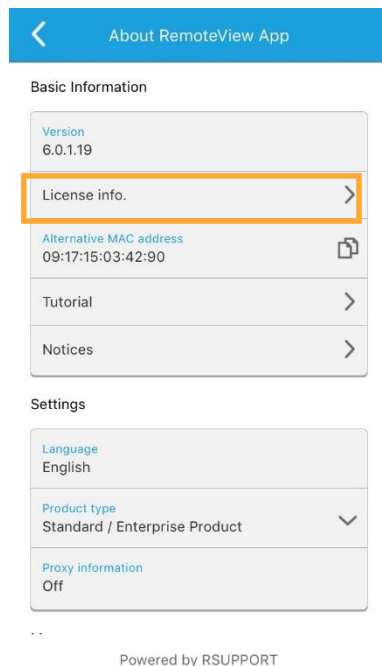 About RemoteView App
Basic Information
Version
6.0.1.19
License info.
Alternative MAC address
09:17:15:03:42:90
Tutorial
Notices
Settings
Language
English
Product type
Standard / Enterprise Product
Proxy information
Off
Powered by RSUPPORT